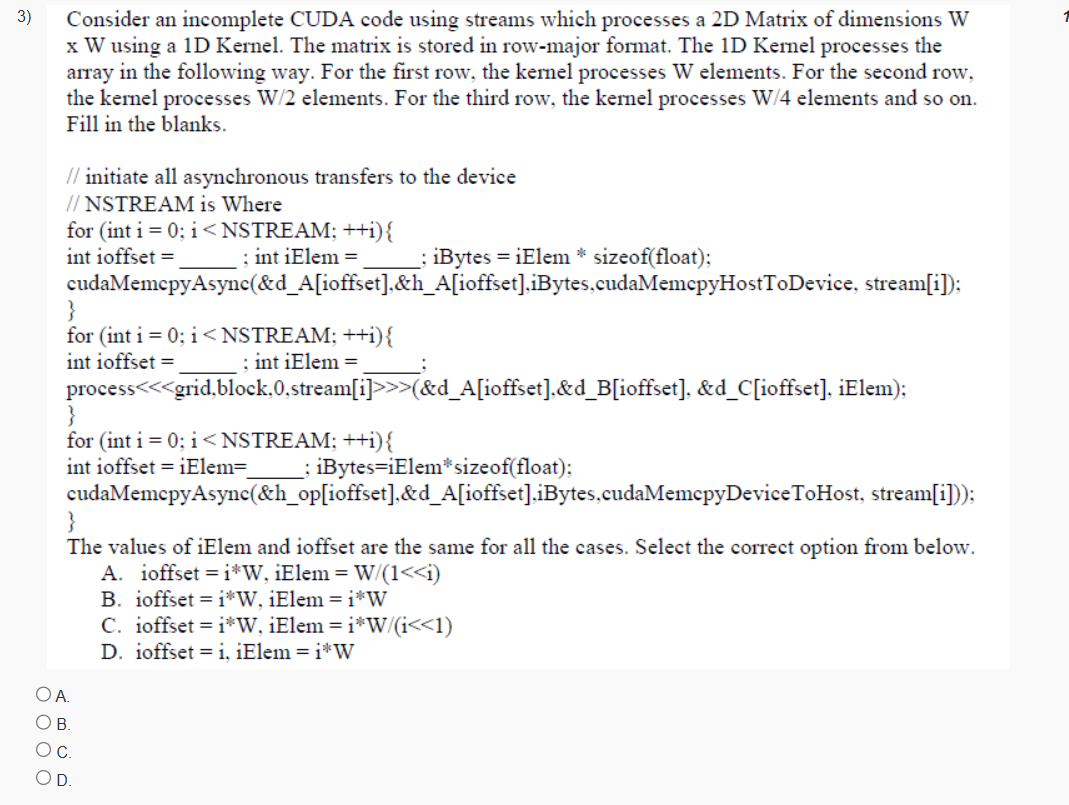 3) Consider an incomplete CUDA code using streams which processes a 2D Matrix of dimensions W
x W using a 1D Kernel. The matrix is stored in row-major format. The 1D Kernel processes the
array in the following way. For the first row, the kernel processes W elements. For the second row,
the kernel processes W/2 elements. For the third row, the kernel processes W/4 elements and so on.
Fill in the blanks.
// initiate all asynchronous transfers to the device
// NSTREAM is Where
for (int i = 0; i < NSTREAM; ++i){
int ioffset = ______ ; int iElem = ______; iBytes = iElem * sizeof(float);
cudaMemcpyAsync(&d_A[ioffset],&h_A[ioffset],iBytes,cudaMemcpyHostToDevice, stream[i]);
}
for (int i = 0; i < NSTREAM; ++i){
int ioffset = ______ ; int iElem = ______;
process<<<grid,block,0,stream[i]>>>(&d_A[ioffset],&d_B[ioffset], &d_C[ioffset], iElem);
}
for (int i = 0; i < NSTREAM; ++i){
int ioffset = iElem=______; iBytes=iElem*sizeof(float);
cudaMemcpyAsync(&h_op[ioffset],&d_A[ioffset],iBytes,cudaMemcpyDeviceToHost, stream[i]));
}
The values of iElem and ioffset are the same for all the cases. Select the correct option from below.
A. ioffset = i*W, iElem = W/(1<<i)
B. ioffset = i*W, iElem = i*W
C. ioffset = i*W, iElem = i*W/(i<<1)
D. ioffset = i, iElem = i*W
A.
B.
C.
D.